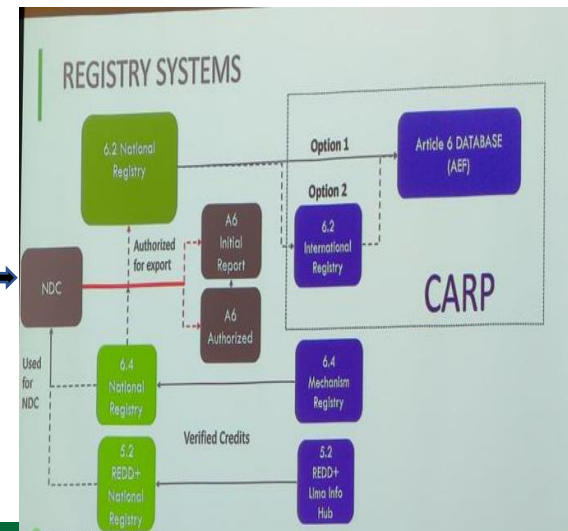 REGISTRY SYSTEMS
6.2 National
Registry
Option 1
Article 6 DATABASE
(AEF)
Option 2
6.2
International
Registry
CARP
Authorized
for export
A6
Initial
Report
NDC
A6
Authorized
Used
for
NDC
6.4
National
Registry
6.4
Mechanism
Registry
Verified Credits
5.2
REDD+
National
Registry
5.2
REDD+
Lima Info
Hub